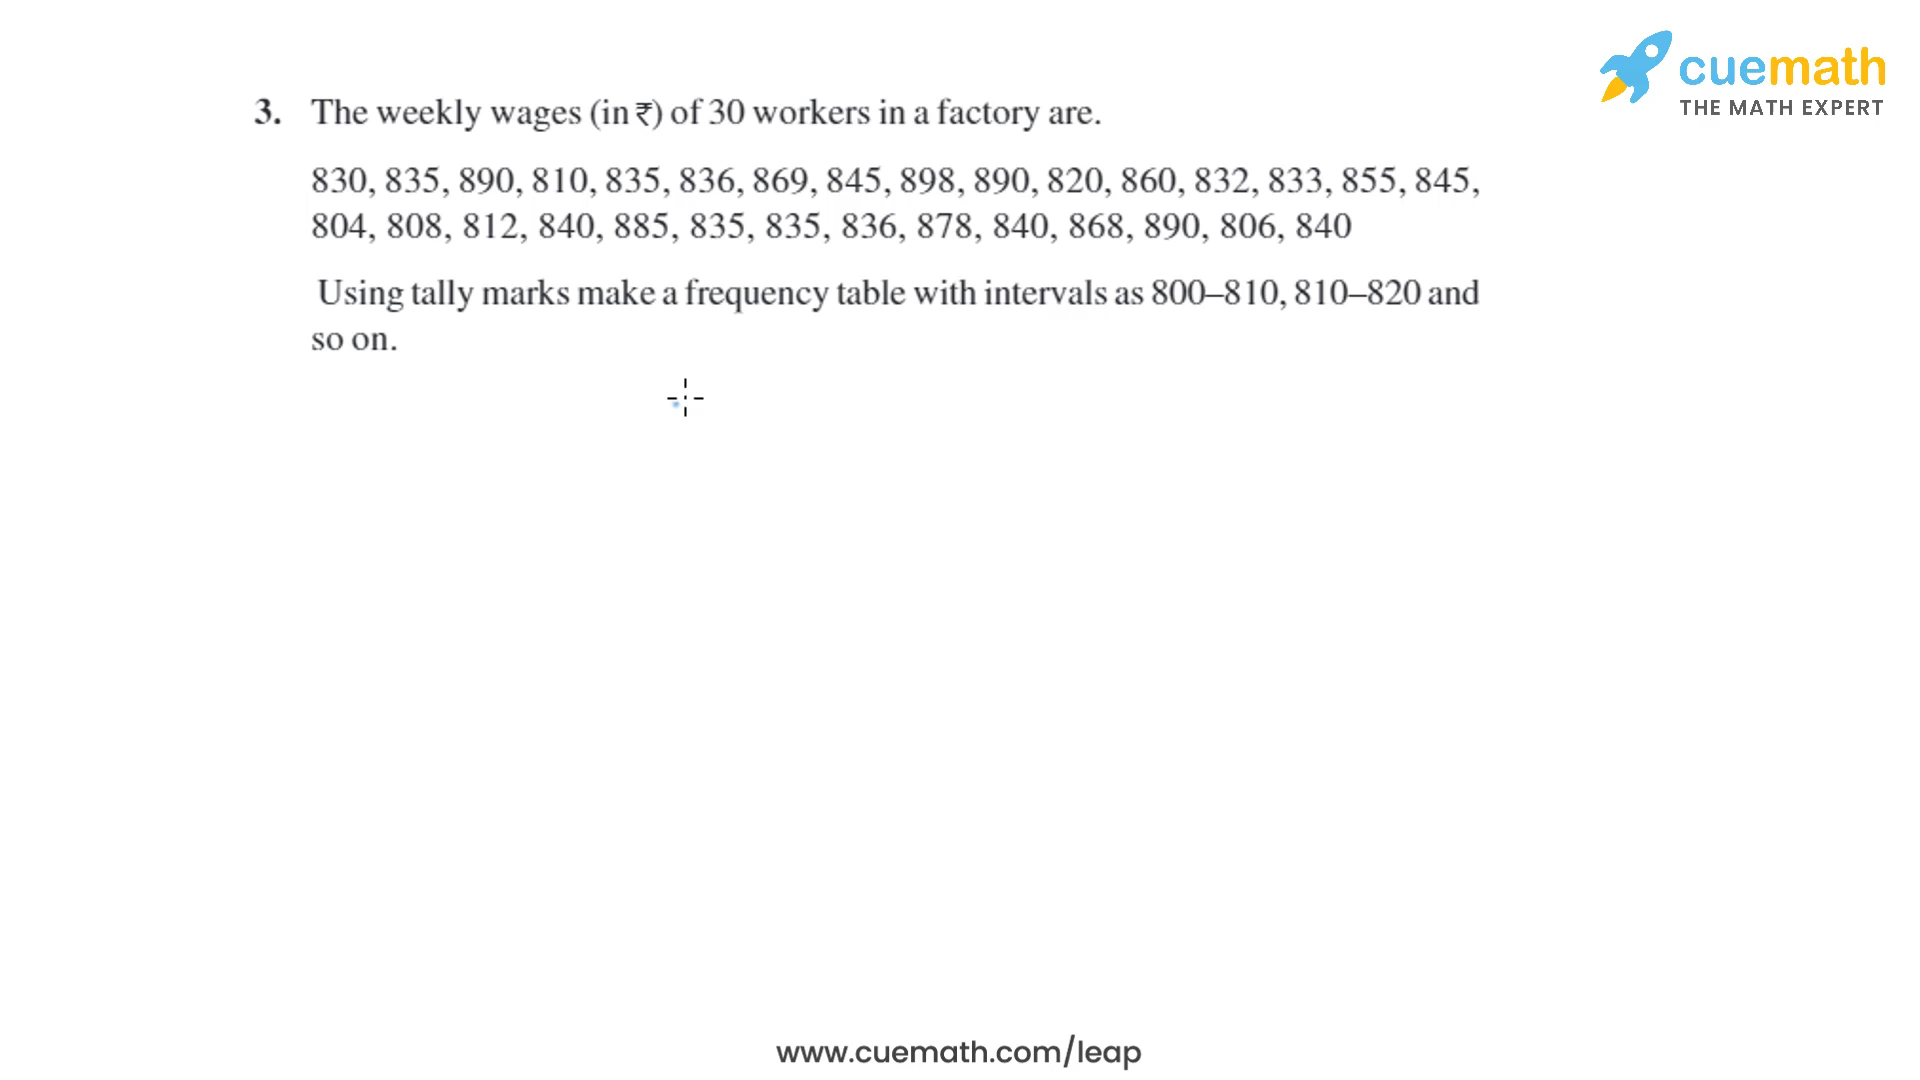 cuemath
THE MATH EXPERT
3. The weekly wages (in ₹) of 30 workers in a factory are.
830, 835, 890, 810, 835, 836, 869, 845, 898, 890, 820, 860, 832, 833, 855, 845,
804, 808, 812, 840, 885, 835, 835, 836, 878, 840, 868, 890, 806, 840
Using tally marks make a frequency table with intervals as 800–810, 810–820 and
so on.
www.cuemath.com/leap